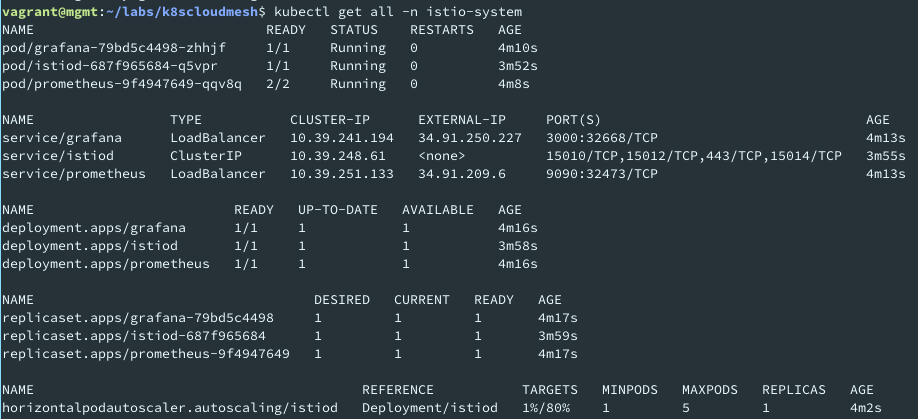 vagrant@mgmt:~/labs/k8scloudmesh$ kubectl get all -n istio-system
NAME                           READY   STATUS    RESTARTS   AGE
pod/grafana-79bd5c4498-zhhjf   1/1     Running   0          4m10s
pod/istiod-687f965684-q5vpr    1/1     Running   0          3m52s
pod/prometheus-9f4947649-qqv8q   2/2     Running   0          4m8s

NAME                 TYPE           CLUSTER-IP      EXTERNAL-IP     PORT(S)                                 AGE
service/grafana      LoadBalancer   10.39.241.194   34.91.250.227   3000:32668/TCP                          4m13s
service/istiod       ClusterIP      10.39.248.61    <none>          15010/TCP,15012/TCP,443/TCP,15014/TCP   3m55s
service/prometheus   LoadBalancer   10.39.251.133   34.91.209.6     9090:32473/TCP                          4m13s

NAME                         READY   UP-TO-DATE   AVAILABLE   AGE
deployment.apps/grafana      1/1     1            1           4m16s
deployment.apps/istiod       1/1     1            1           3m58s
deployment.apps/prometheus   1/1     1            1           4m16s

NAME                                   DESIRED   CURRENT   READY   AGE
replicaset.apps/grafana-79bd5c4498     1         1         1       4m17s
replicaset.apps/istiod-687f965684      1         1         1       3m59s
replicaset.apps/prometheus-9f4947649   1         1         1       4m17s

NAME                                         REFERENCE           TARGETS   MINPODS   MAXPODS   REPLICAS   AGE
horizontalpodautoscaler.autoscaling/istiod   Deployment/istiod   1%/80%    1         5         1          4m2s